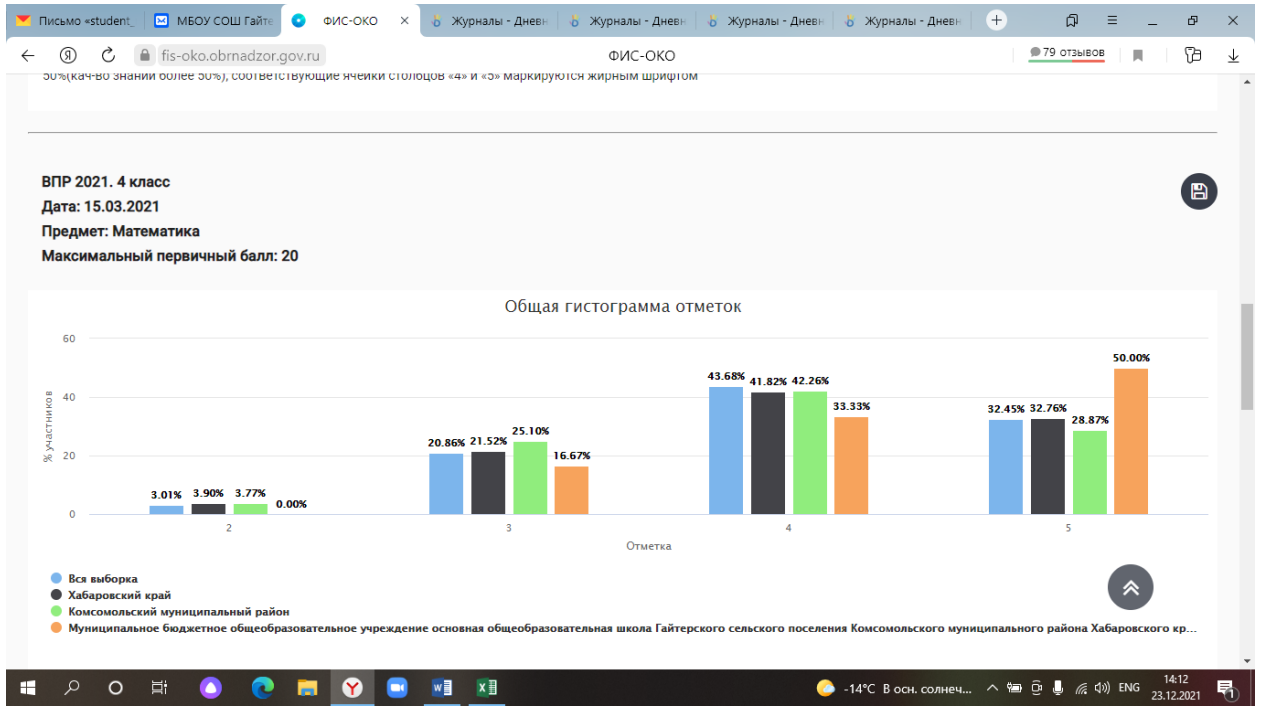 Письмо «student_
МБОУ СОШ Гайте
ФИС-ОКО
Журналы - Дневн
Журналы - Дневн
Журналы - Дневн
Журналы - Дневн
fis-oko.obrnadzor.gov.ru
ФИС-ОКО
79 отзывов
50%(кач-во знаний более 50%), соответствующие ячейки столбцов «4» и «5» маркируются жирным шрифтом
ВПР 2021. 4 класс
Дата: 15.03.2021
Предмет: Математика
Максимальный первичный балл: 20
Общая гистограмма отметок
% участников
60
40
20
0
3.01% 3.90% 3.77% 0.00%
20.86% 21.52% 25.10% 16.67%
43.68% 41.82% 42.26% 33.33%
32.45% 32.76% 28.87% 50.00%
2 3 4 5
Отметка
Вся выборка
Хабаровский край
Комсомольский муниципальный район
Муниципальное бюджетное общеобразовательное учреждение основная общеобразовательная школа Гайтерского сельского поселения Комсомольского муниципального района Хабаровского кр...
-14°C В осн. солнеч...
ENG
14:12
23.12.2021